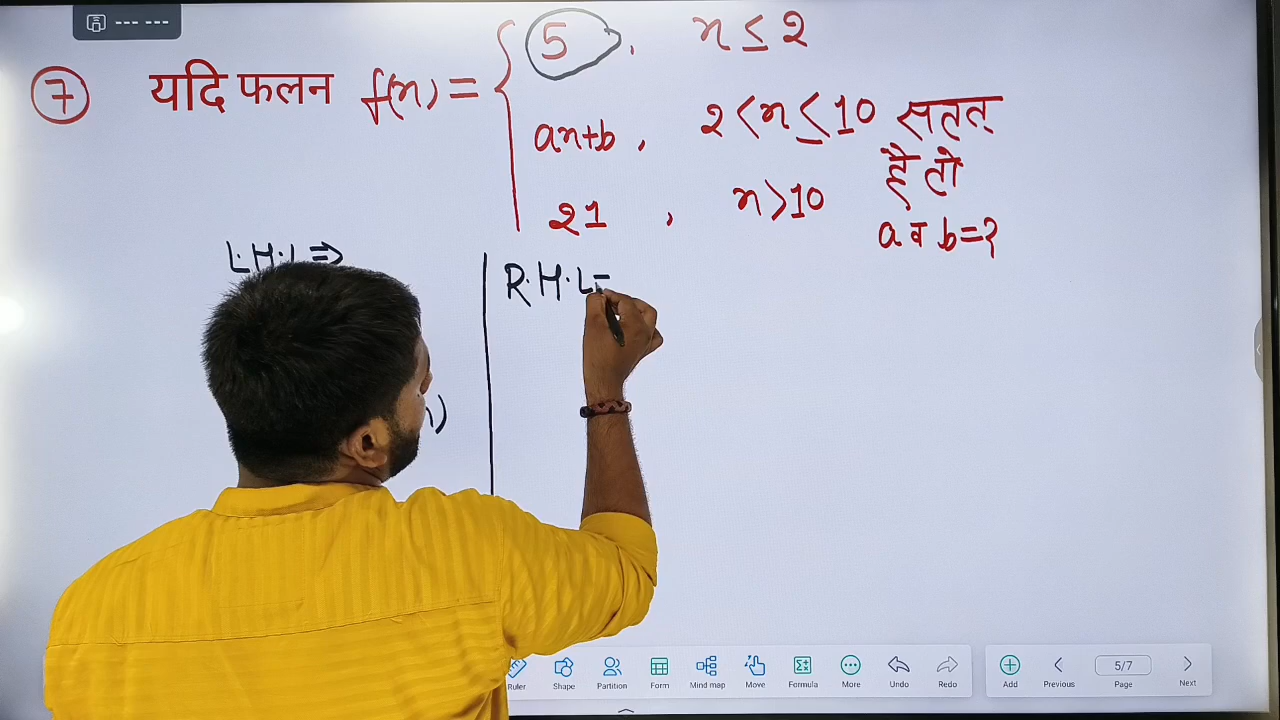 ⑦ यदि फलन f(x) = { 5, x ≤ 2
ax+b, 2 < x ≤ 10 सतत
है तो
21, x > 10
a व b = ?
L.H.L ⇒
R.H.L =
Ruler Shape Partition Form Mind map Move Formula More Undo Redo Add Previous 5/7 Page Next